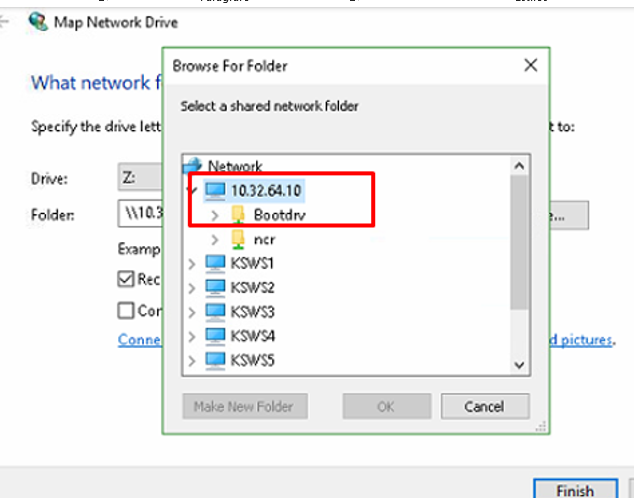 Map Network Drive
What network f
Specify the drive lett
t to:
Drive:
Z:
Folder:
\\10.3
Examp
Rec
Con
Conne
d pictures.
Browse For Folder
Select a shared network folder
Network
10.32.64.10
Bootdrv
ncr
KSWS1
KSWS2
KSWS3
KSWS4
KSWS5
Make New Folder
OK
Cancel
Finish